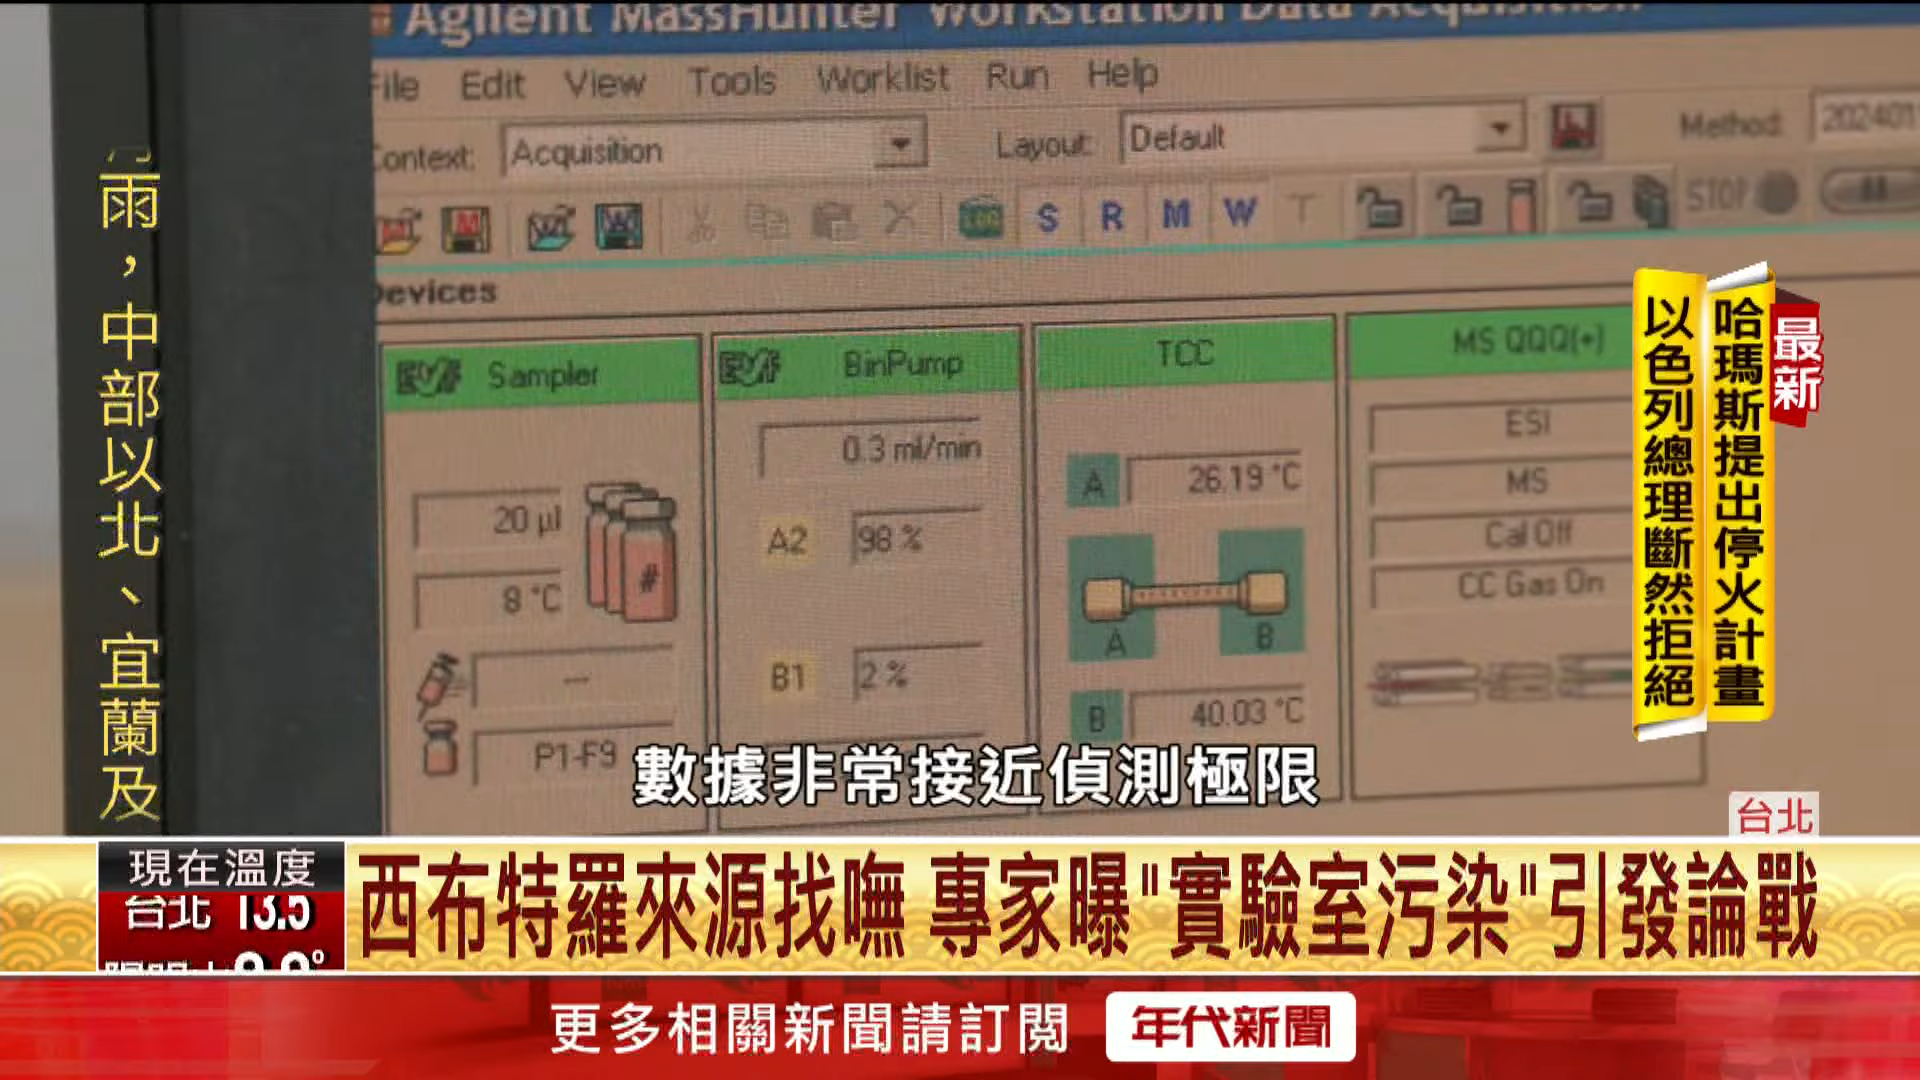 Agilent MassHunter Workstation Data Acquisition
File Edit View Tools Worklist Run Help
Context: Acquisition Layout: Default Method: 202401
LOG S R M W T STOP
Devices
Sampler
20 µl
8 °C
---
P1-F9
BinPump
0.3 ml/min
A2 98 %
B1 2 %
TCC
A 26.19 °C
A B
B 40.03 °C
MS QQQ(+)
ESI
MS
Cal Off
CC Gas On
雨，中部以北、宜蘭及
最新
哈瑪斯提出停火計畫
以色列總理斷然拒絕
數據非常接近偵測極限
台北
現在溫度
台北 13.5
西布特羅來源找嘸 專家曝"實驗室污染"引發論戰
更多相關新聞請訂閱 年代新聞